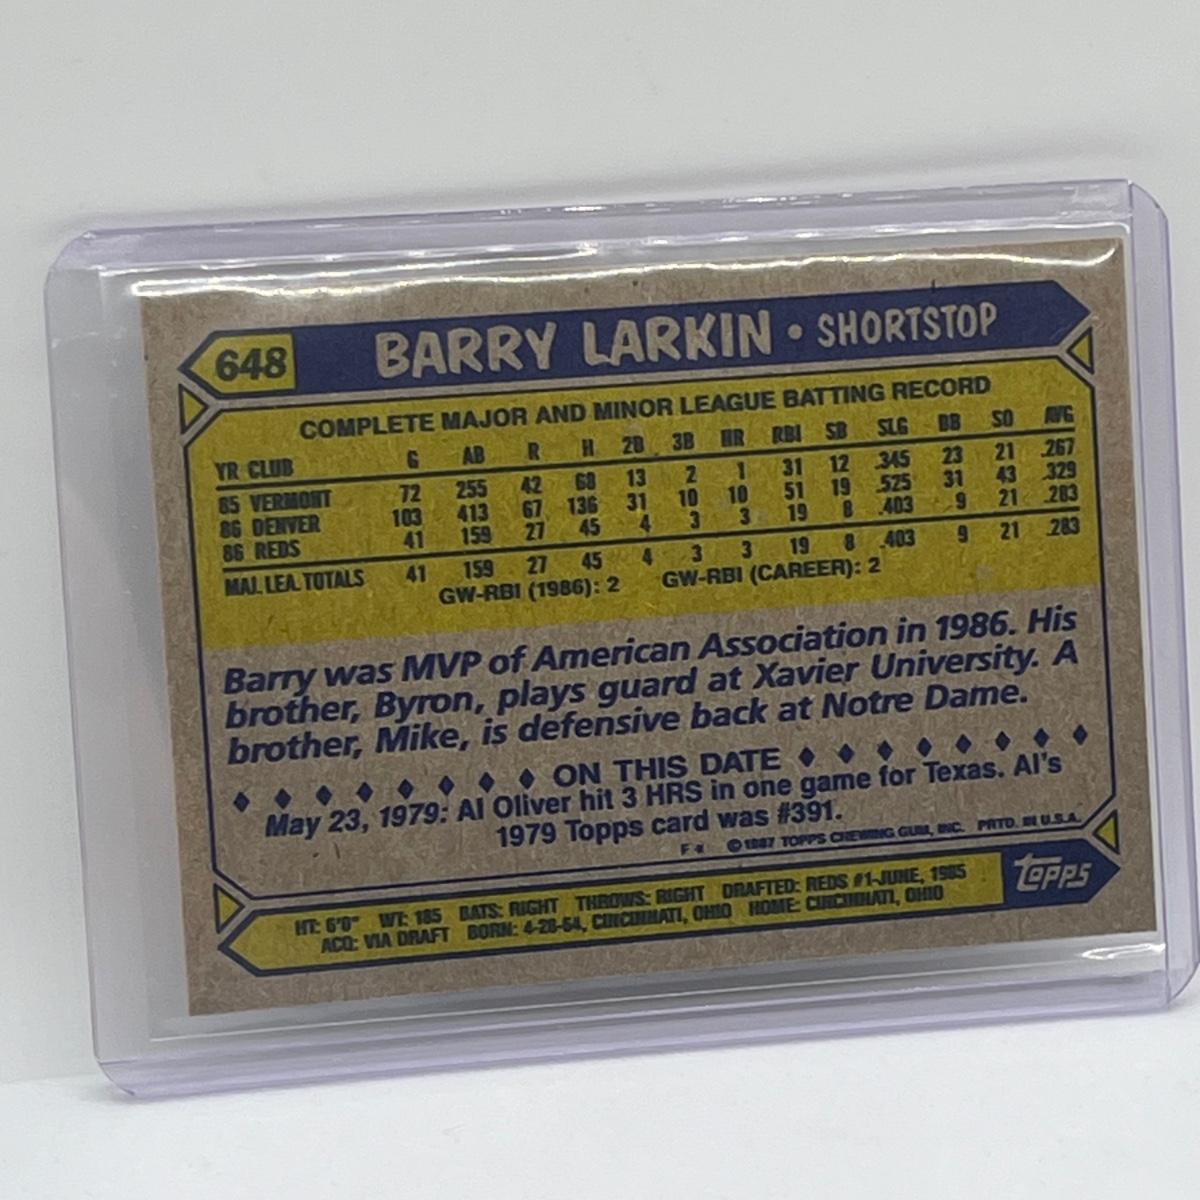 648 BARRY LARKIN • SHORTSTOP
COMPLETE MAJOR AND MINOR LEAGUE BATTING RECORD
YR CLUB G AB R H 2B 3B HR RBI SB SLG BB SO AVG
85 VERMONT 72 255 42 68 13 2 1 31 12 .345 23 21 .267
86 DENVER 103 413 67 136 31 10 10 51 19 .525 31 43 .329
86 REDS 41 159 27 45 4 3 3 19 8 .403 9 21 .283
MAJ. LEA. TOTALS 41 159 27 45 4 3 3 19 8 .403 9 21 .283
GW-RBI (1986): 2 GW-RBI (CAREER): 2
Barry was MVP of American Association in 1986. His
brother, Byron, plays guard at Xavier University. A
brother, Mike, is defensive back at Notre Dame.
ON THIS DATE
May 23, 1979: Al Oliver hit 3 HRS in one game for Texas. Al's
1979 Topps card was #391.
F* © 1987 TOPPS CHEWING GUM, INC. PRTD. IN U.S.A.
HT: 6'0" WT: 185 BATS: RIGHT THROWS: RIGHT DRAFTED: REDS #1-JUNE, 1985
ACQ: VIA DRAFT BORN: 4-28-64, CINCINNATI, OHIO HOME: CINCINNATI, OHIO
TOPPS